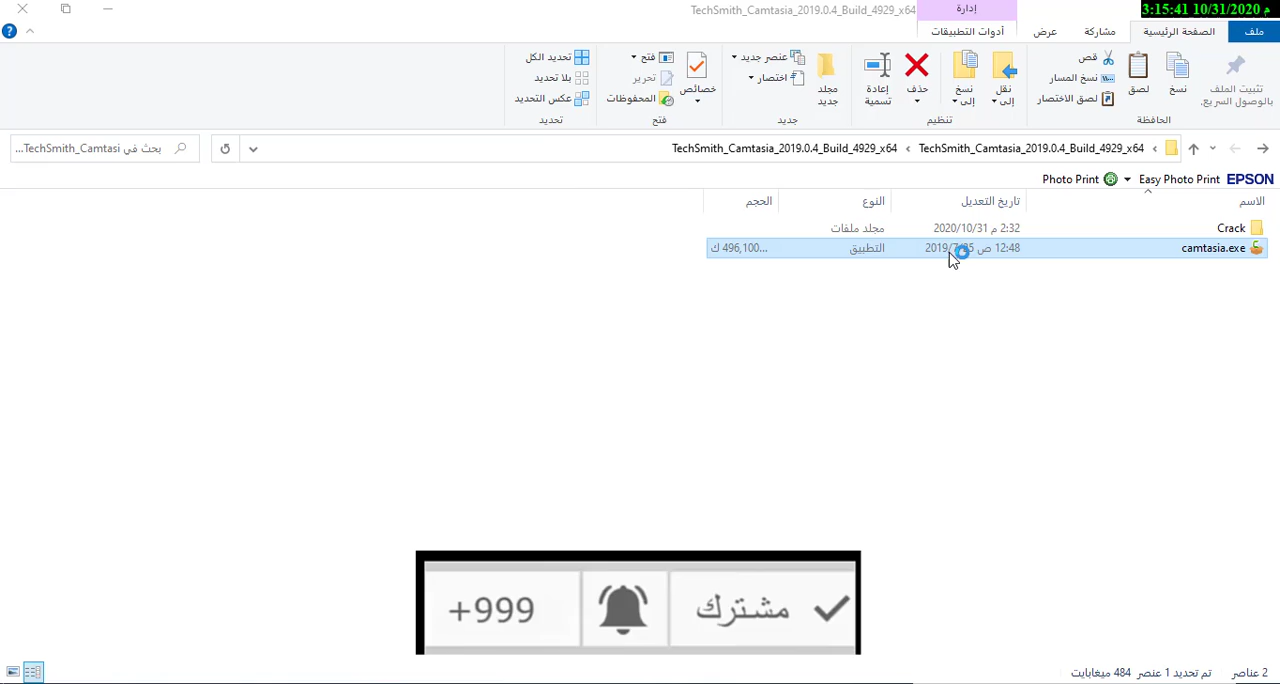 TechSmith_Camtasia_2019.0.4_Build_4929_x64
إدارة
3:15:41 10/31/2020 م
ملف
الصفحة الرئيسية
مشاركة
عرض
أدوات التطبيقات
تثبيت الملف بالوصول السريع.
نسخ
لصق
قص
نسخ المسار
لصق الاختصار
الحافظة
نقل إلى
نسخ إلى
حذف
إعادة تسمية
تنظيم
مجلد جديد
عنصر جديد
اختصار
جديد
خصائص
فتح
تحرير
المحفوظات
فتح
تحديد الكل
بلا تحديد
عكس التحديد
تحديد
TechSmith_Camtasia_2019.0.4_Build_4929_x64
TechSmith_Camtasia_2019.0.4_Build_4929_x64
بحث في TechSmith_Camtasi...
Photo Print Easy Photo Print EPSON
الاسم تاريخ التعديل النوع الحجم
Crack 2020/10/31 2:32 م مجلد ملفات
camtasia.exe 12:48 ص التطبيق 496,100 ك...
+999
مشترك
2 عناصر تم تحديد 1 عنصر 484 ميغابايت